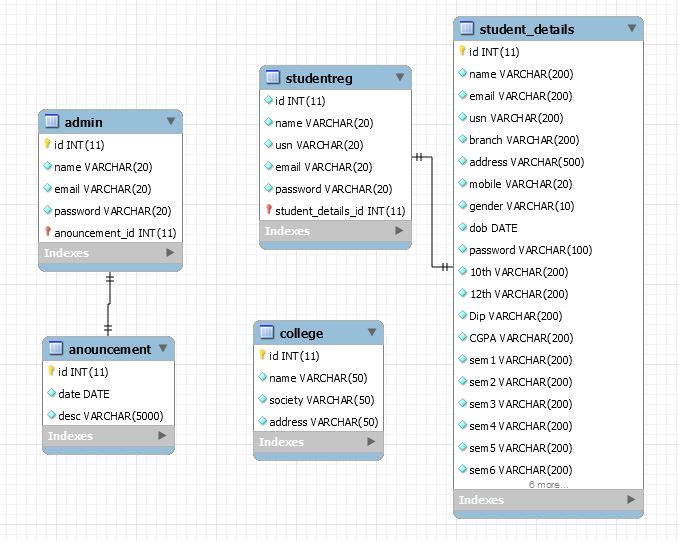 admin
id INT(11)
name VARCHAR(20)
email VARCHAR(20)
password VARCHAR(20)
anouncement_id INT(11)
Indexes
anouncement
id INT(11)
date DATE
desc VARCHAR(5000)
Indexes
studentreg
id INT(11)
name VARCHAR(20)
usn VARCHAR(20)
email VARCHAR(20)
password VARCHAR(20)
student_details_id INT(11)
Indexes
college
id INT(11)
name VARCHAR(50)
society VARCHAR(50)
address VARCHAR(50)
Indexes
student_details
id INT(11)
name VARCHAR(200)
email VARCHAR(200)
usn VARCHAR(200)
branch VARCHAR(200)
address VARCHAR(500)
mobile VARCHAR(20)
gender VARCHAR(10)
dob DATE
password VARCHAR(100)
10th VARCHAR(200)
12th VARCHAR(200)
Dip VARCHAR(200)
CGPA VARCHAR(200)
sem1 VARCHAR(200)
sem2 VARCHAR(200)
sem3 VARCHAR(200)
sem4 VARCHAR(200)
sem5 VARCHAR(200)
sem6 VARCHAR(200)
6 more...
Indexes